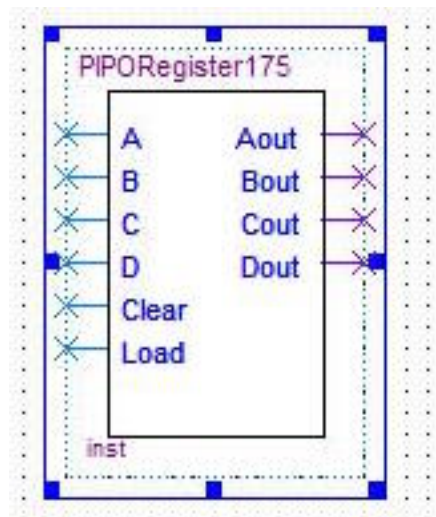 PIPORegister175
A Aout
B Bout
C Cout
D Dout
Clear
Load
inst